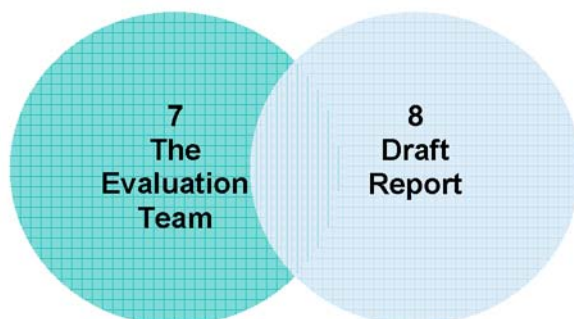 7
The
Evaluation
Team
8
Draft
Report